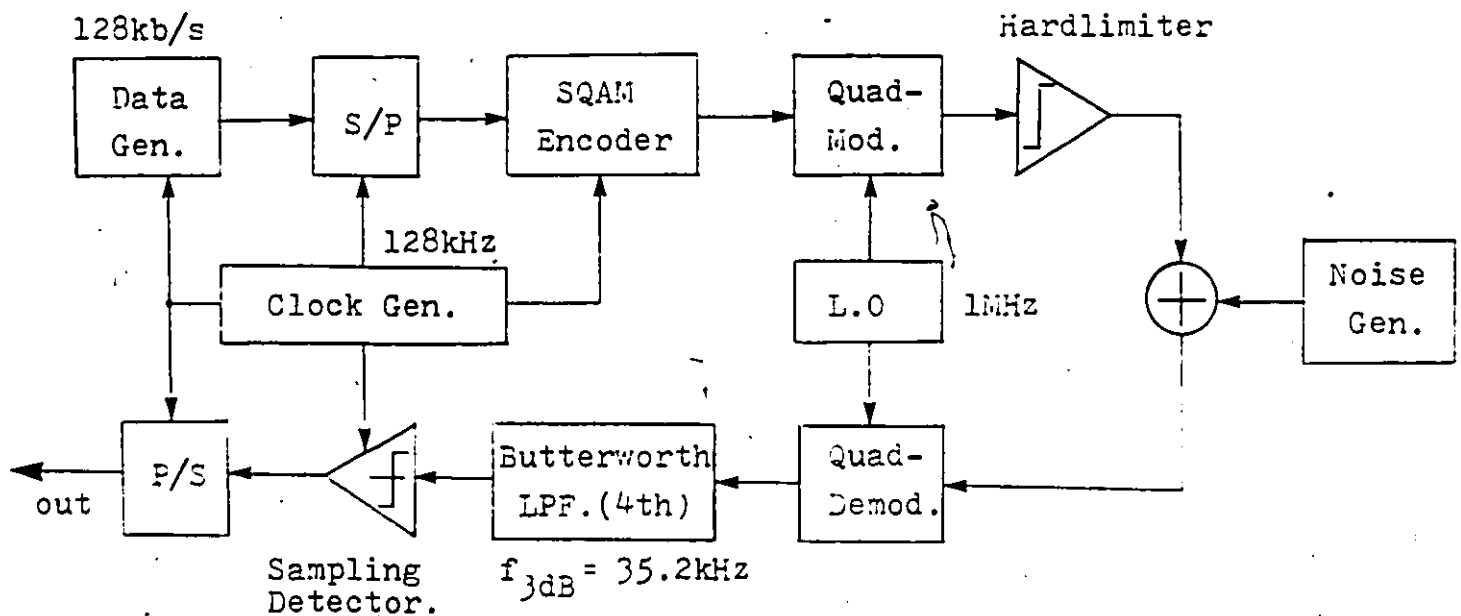 128kb/s
Hardlimiter
Data
Gen.
S/P
SQAM
Encoder
Quad-
Mod.
128kHz
Clock Gen.
L.O
1MHz
Noise
Gen.
P/S
out
Butterworth
LPF.(4th)
Quad-
Demod.
Sampling
Detector.
f3dB = 35.2kHz